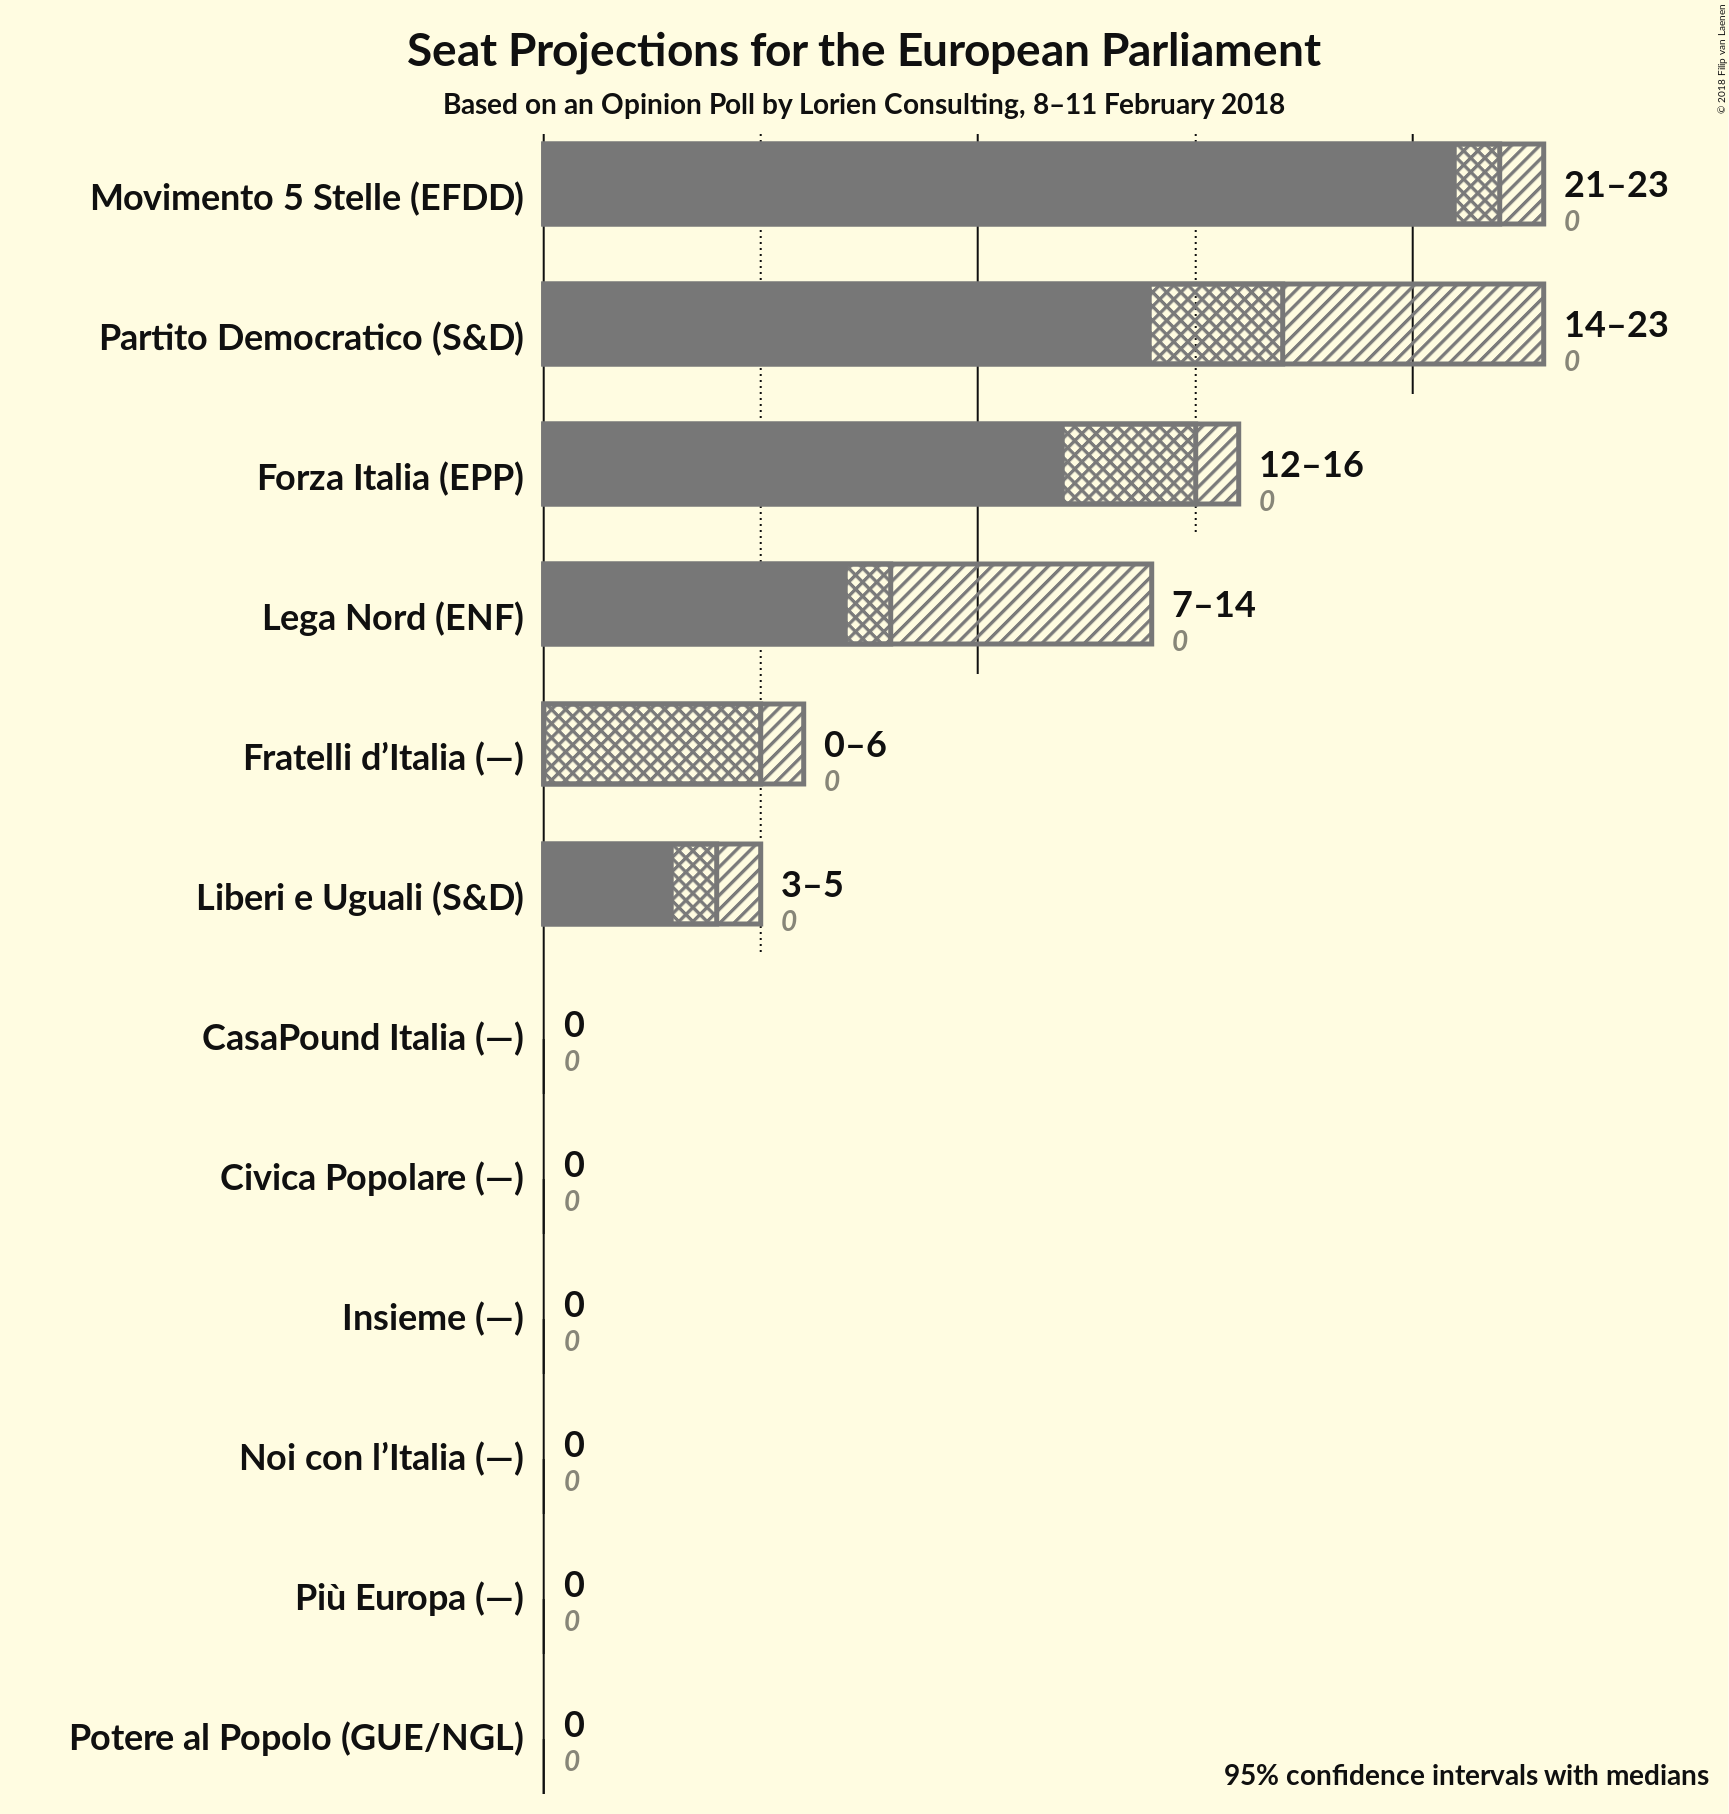 Seat Projections for the European Parliament
Based on an Opinion Poll by Lorien Consulting, 8–11 February 2018
© 2018 Filip van Laenen
Movimento 5 Stelle (EFDD)
21–23
0
Partito Democratico (S&D)
14–23
0
Forza Italia (EPP)
12–16
0
Lega Nord (ENF)
7–14
0
Fratelli d’Italia (—)
0–6
0
Liberi e Uguali (S&D)
3–5
0
CasaPound Italia (—)
0
0
Civica Popolare (—)
0
0
Insieme (—)
0
0
Noi con l’Italia (—)
0
0
Più Europa (—)
0
0
Potere al Popolo (GUE/NGL)
0
0
95% confidence intervals with medians